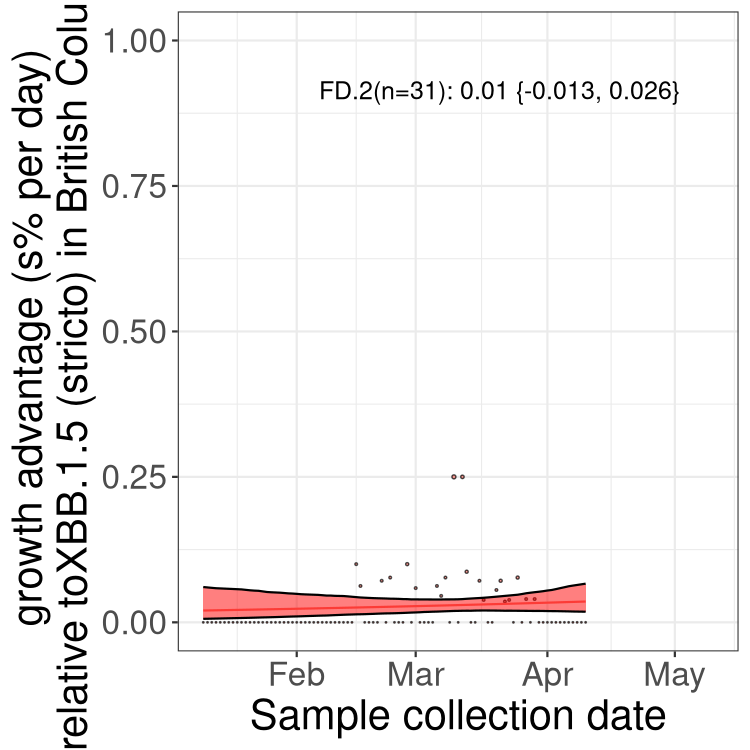 growth advantage (s% per day)
relative toXBB.1.5 (stricto) in British Colu
1.00
0.75
0.50
0.25
0.00
FD.2(n=31): 0.01 {-0.013, 0.026}
Feb
Mar
Apr
May
Sample collection date